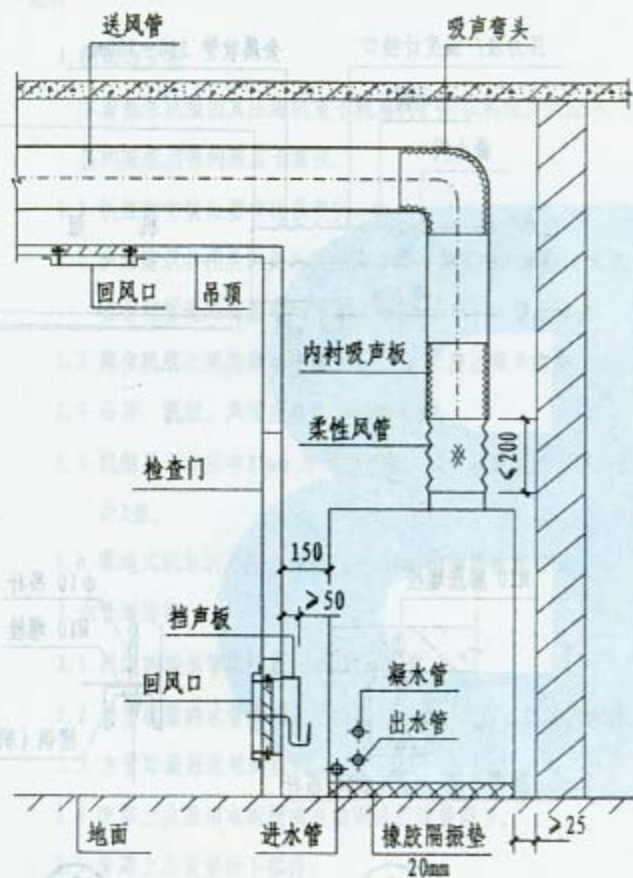 送风管
吸声弯头
回风口
吊顶
内衬吸声板
柔性风管
≤200
检查门
150
≥50
挡声板
回风口
凝水管
出水管
地面
进水管
橡胶隔振垫
20mm
≥25